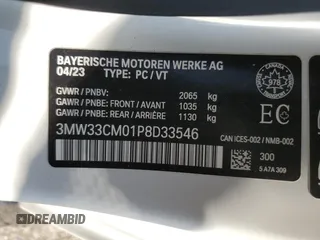 BAYERISCHE MOTOREN WERKE AG
04/23 TYPE: PC / VT
GVWR / PNBV: 2065 kg
GAWR / PNBE: FRONT / AVANT 1035 kg
GAWR / PNBE: REAR / ARRIÈRE 1130 kg
978
EC
3MW33CM01P8D33546
CAN ICES-002 / NMB-002
300
5 A7A 309
DREAMBID